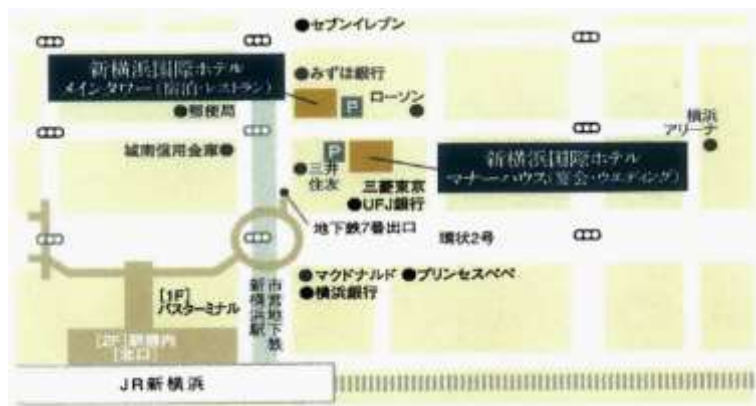 セブンイレブン
新横浜国際ホテル
メインタワー(宿泊・レストラン)
みずほ銀行
P
ローソン
郵便局
横浜
アリーナ
城南信用金庫
P
三井
住友
新横浜国際ホテル
マナーハウス(宴会・ウエディング)
三菱東京
UFJ銀行
地下鉄7番出口
環状2号
マクドナルド
プリンセスペペ
横浜銀行
[1F]
バスターミナル
市営地下鉄
新横浜駅
[2F]駅構内
[北口]
JR新横浜